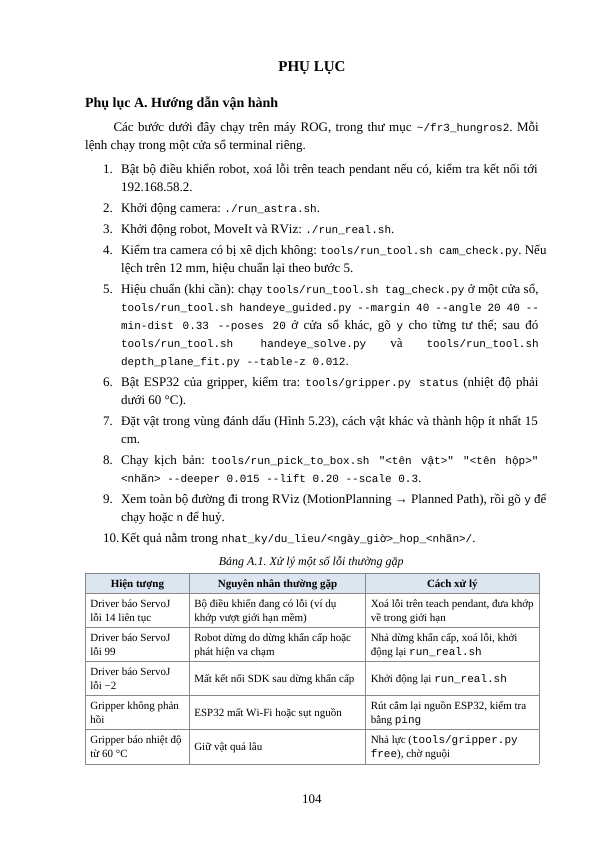 PHỤ LỤC
Phụ lục A. Hướng dẫn vận hành
Các bước dưới đây chạy trên máy ROG, trong thư mục ~/fr3_hungros2. Mỗi
lệnh chạy trong một cửa sổ terminal riêng.
1. Bật bộ điều khiển robot, xoá lỗi trên teach pendant nếu có, kiểm tra kết nối tới
192.168.58.2.
2. Khởi động camera: ./run_astra.sh.
3. Khởi động robot, MoveIt và RViz: ./run_real.sh.
4. Kiểm tra camera có bị xê dịch không: tools/run_tool.sh cam_check.py. Nếu
lệch trên 12 mm, hiệu chuẩn lại theo bước 5.
5. Hiệu chuẩn (khi cần): chạy tools/run_tool.sh tag_check.py ở một cửa sổ,
tools/run_tool.sh handeye_guided.py --margin 40 --angle 20 40 --
min-dist 0.33 --poses 20 ở cửa sổ khác, gõ y cho từng tư thế; sau đó
tools/run_tool.sh handeye_solve.py và tools/run_tool.sh
depth_plane_fit.py --table-z 0.012.
6. Bật ESP32 của gripper, kiểm tra: tools/gripper.py status (nhiệt độ phải
dưới 60 °C).
7. Đặt vật trong vùng đánh dấu (Hình 5.23), cách vật khác và thành hộp ít nhất 15
cm.
8. Chạy kịch bản: tools/run_pick_to_box.sh "<tên vật>" "<tên hộp>"
<nhãn> --deeper 0.015 --lift 0.20 --scale 0.3.
9. Xem toàn bộ đường đi trong RViz (MotionPlanning → Planned Path), rồi gõ y để
chạy hoặc n để huỷ.
10. Kết quả nằm trong nhat_ky/du_lieu/<ngày_giờ>_hop_<nhãn>/.
Bảng A.1. Xử lý một số lỗi thường gặp
Hiện tượng Nguyên nhân thường gặp Cách xử lý
Driver báo ServoJ Bộ điều khiển đang có lỗi (ví dụ Xoá lỗi trên teach pendant, đưa khớp
lỗi 14 liên tục khớp vượt giới hạn mềm) về trong giới hạn
Driver báo ServoJ Robot dừng do dừng khẩn cấp hoặc Nhả dừng khẩn cấp, xoá lỗi, khởi
lỗi 99 phát hiện va chạm động lại run_real.sh
Driver báo ServoJ Mất kết nối SDK sau dừng khẩn cấp Khởi động lại run_real.sh
lỗi −2
Gripper không phản ESP32 mất Wi-Fi hoặc sụt nguồn Rút cắm lại nguồn ESP32, kiểm tra
hồi bằng ping
Gripper báo nhiệt độ Giữ vật quá lâu Nhả lực (tools/gripper.py
từ 60 °C free), chờ nguội
104